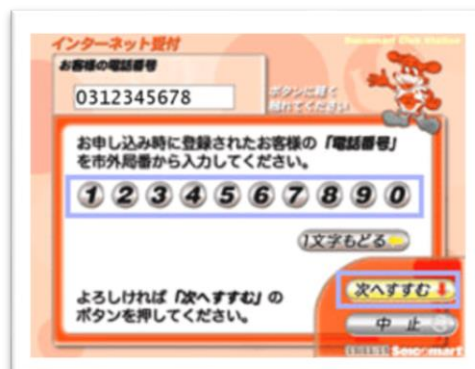 インターネット受付
お客様の電話番号
0312345678
ボタンに軽く
触れてください
お申し込み時に登録されたお客様の「電話番号」
を市外局番から入力してください。
1 2 3 4 5 6 7 8 9 0
1文字もどる
次へすすむ
よろしければ「次へすすむ」の
ボタンを押してください。
中 止
Seicomart